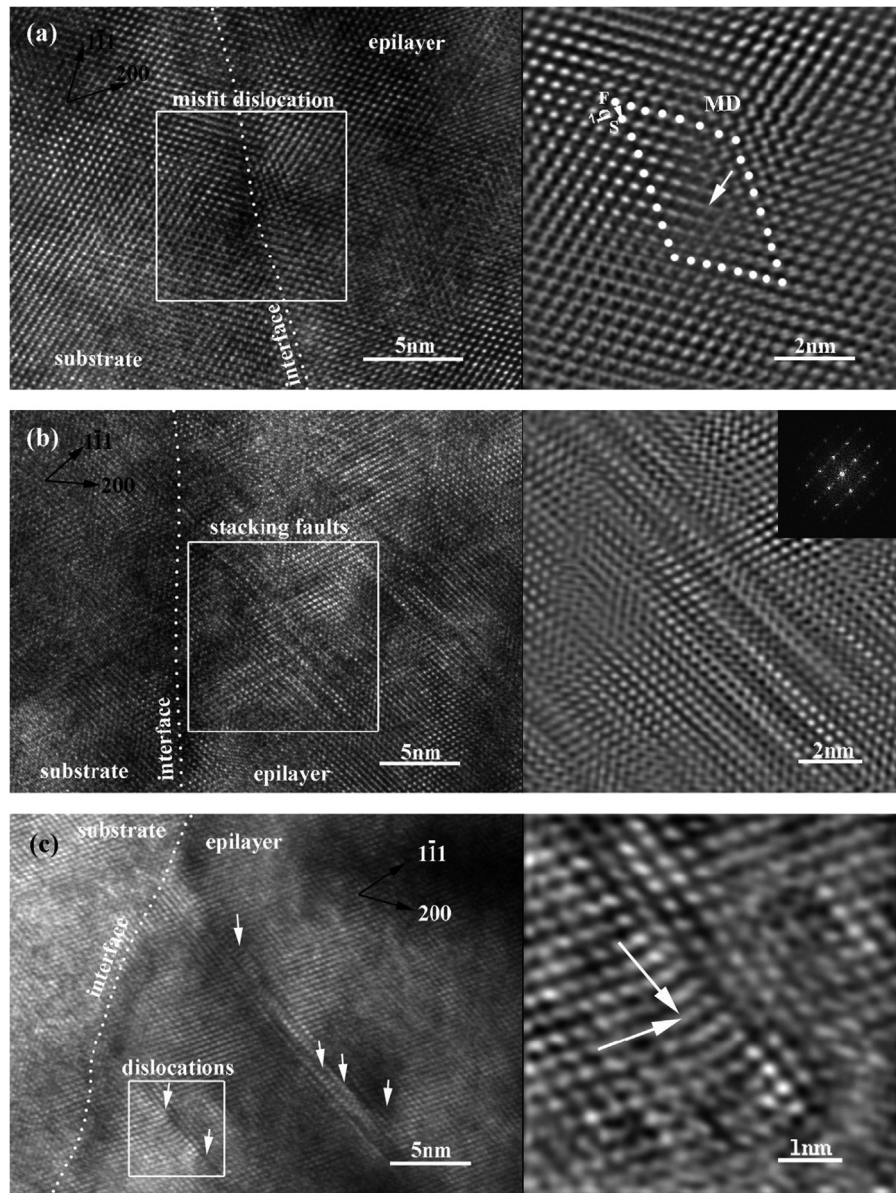 (a)
11̅1
200
epilayer
misfit dislocation
substrate
interface
5nm
F
b
S
MD
2nm
(b)
11̅1
200
stacking faults
interface
substrate
epilayer
5nm
2nm
(c)
substrate
epilayer
11̅1
200
interface
dislocations
5nm
1nm